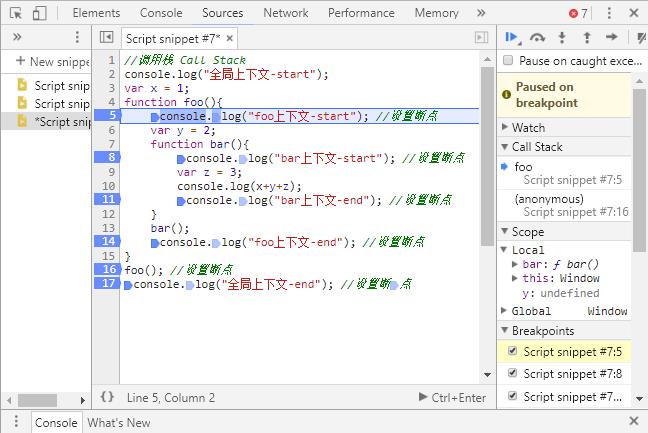 Elements Console Sources Network Performance Memory » 7
» Script snippet #7* ×
+ New snippe
Script snip
Script snip
*Script snip
1 //调用栈 Call Stack
2 console.log("全局上下文-start");
3 var x = 1;
4 function foo(){
5 console.log("foo上下文-start"); //设置断点
6 var y = 2;
7 function bar(){
8 console.log("bar上下文-start"); //设置断点
9 var z = 3;
10 console.log(x+y+z);
11 console.log("bar上下文-end"); //设置断点
12 }
13 bar();
14 console.log("foo上下文-end"); //设置断点
15 }
16 foo(); //设置断点
17 console.log("全局上下文-end"); //设置断点
{} Line 5, Column 2 Ctrl+Enter
Pause on caught exce...
Paused on
breakpoint
Watch
Call Stack
foo
Script snippet #7:5
(anonymous)
Script snippet #7:16
Scope
Local
bar: ƒ bar()
this: Window
y: undefined
Global Window
Breakpoints
Script snippet #7:5
Script snippet #7:8
Script snippet #7...
Console What's New